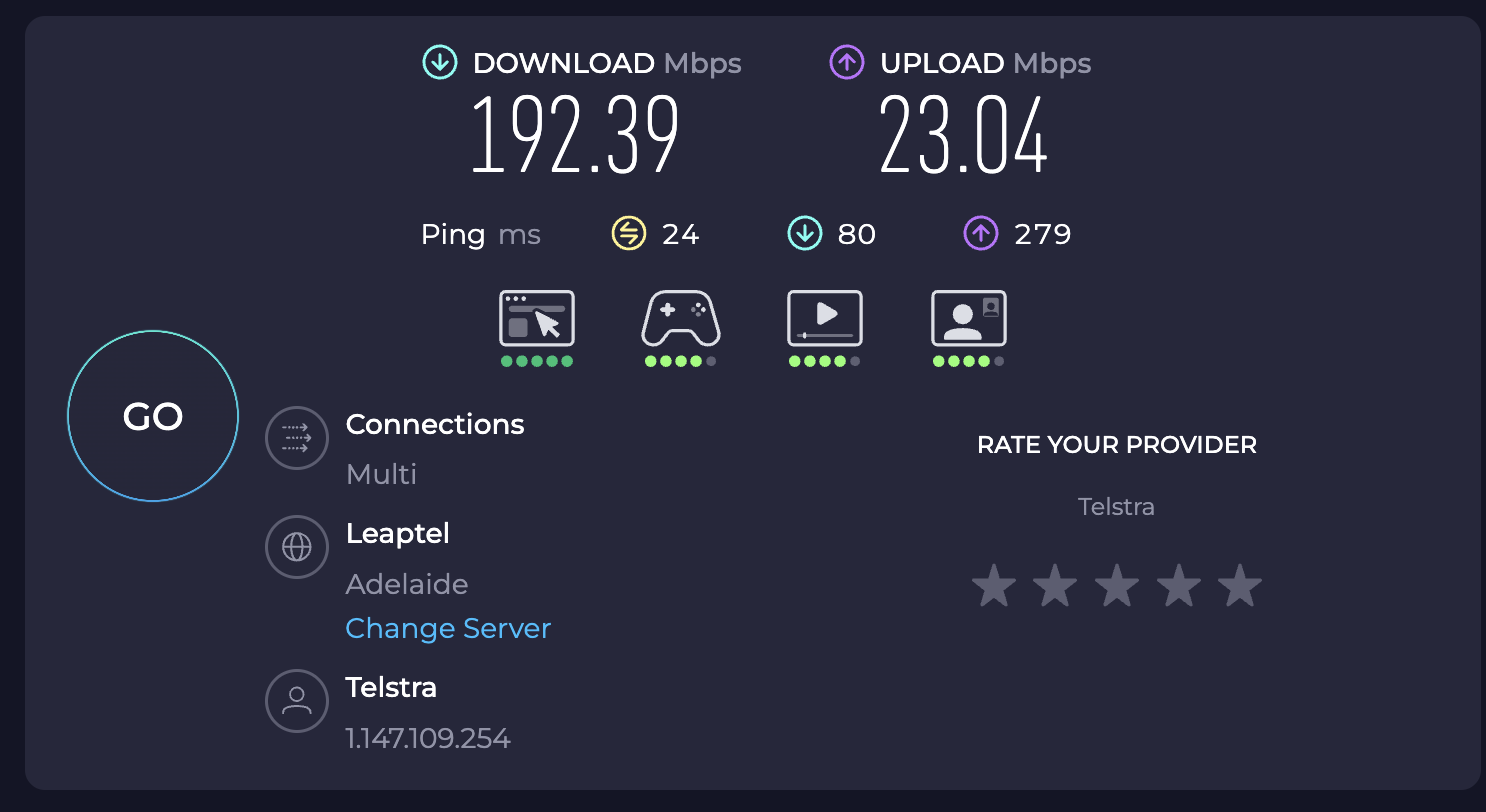 DOWNLOAD Mbps
192.39
UPLOAD Mbps
23.04
Ping ms 24 80 279
GO
Connections
Multi
Leaptel
Adelaide
Change Server
Telstra
1.147.109.254
RATE YOUR PROVIDER
Telstra